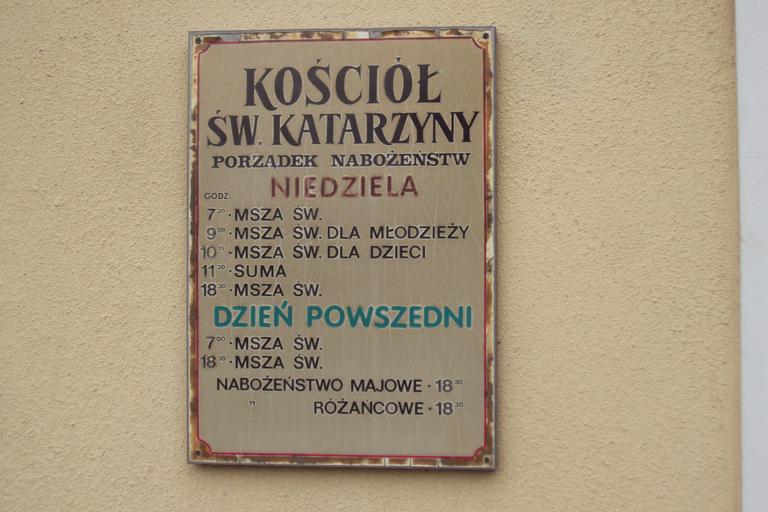 KOŚCIÓŁ
ŚW. KATARZYNY
PORZĄDEK NABOŻEŃSTW
NIEDZIELA
GODZ.
7³⁰·MSZA ŚW.
9⁰⁰·MSZA ŚW. DLA MŁODZIEŻY
10¹⁵·MSZA ŚW. DLA DZIECI
11³⁰·SUMA
18³⁰·MSZA ŚW.
DZIEŃ POWSZEDNI
7⁰⁰·MSZA ŚW.
18³⁰·MSZA ŚW.
NABOŻEŃSTWO MAJOWE · 18³⁰
" RÓŻAŃCOWE · 18³⁰